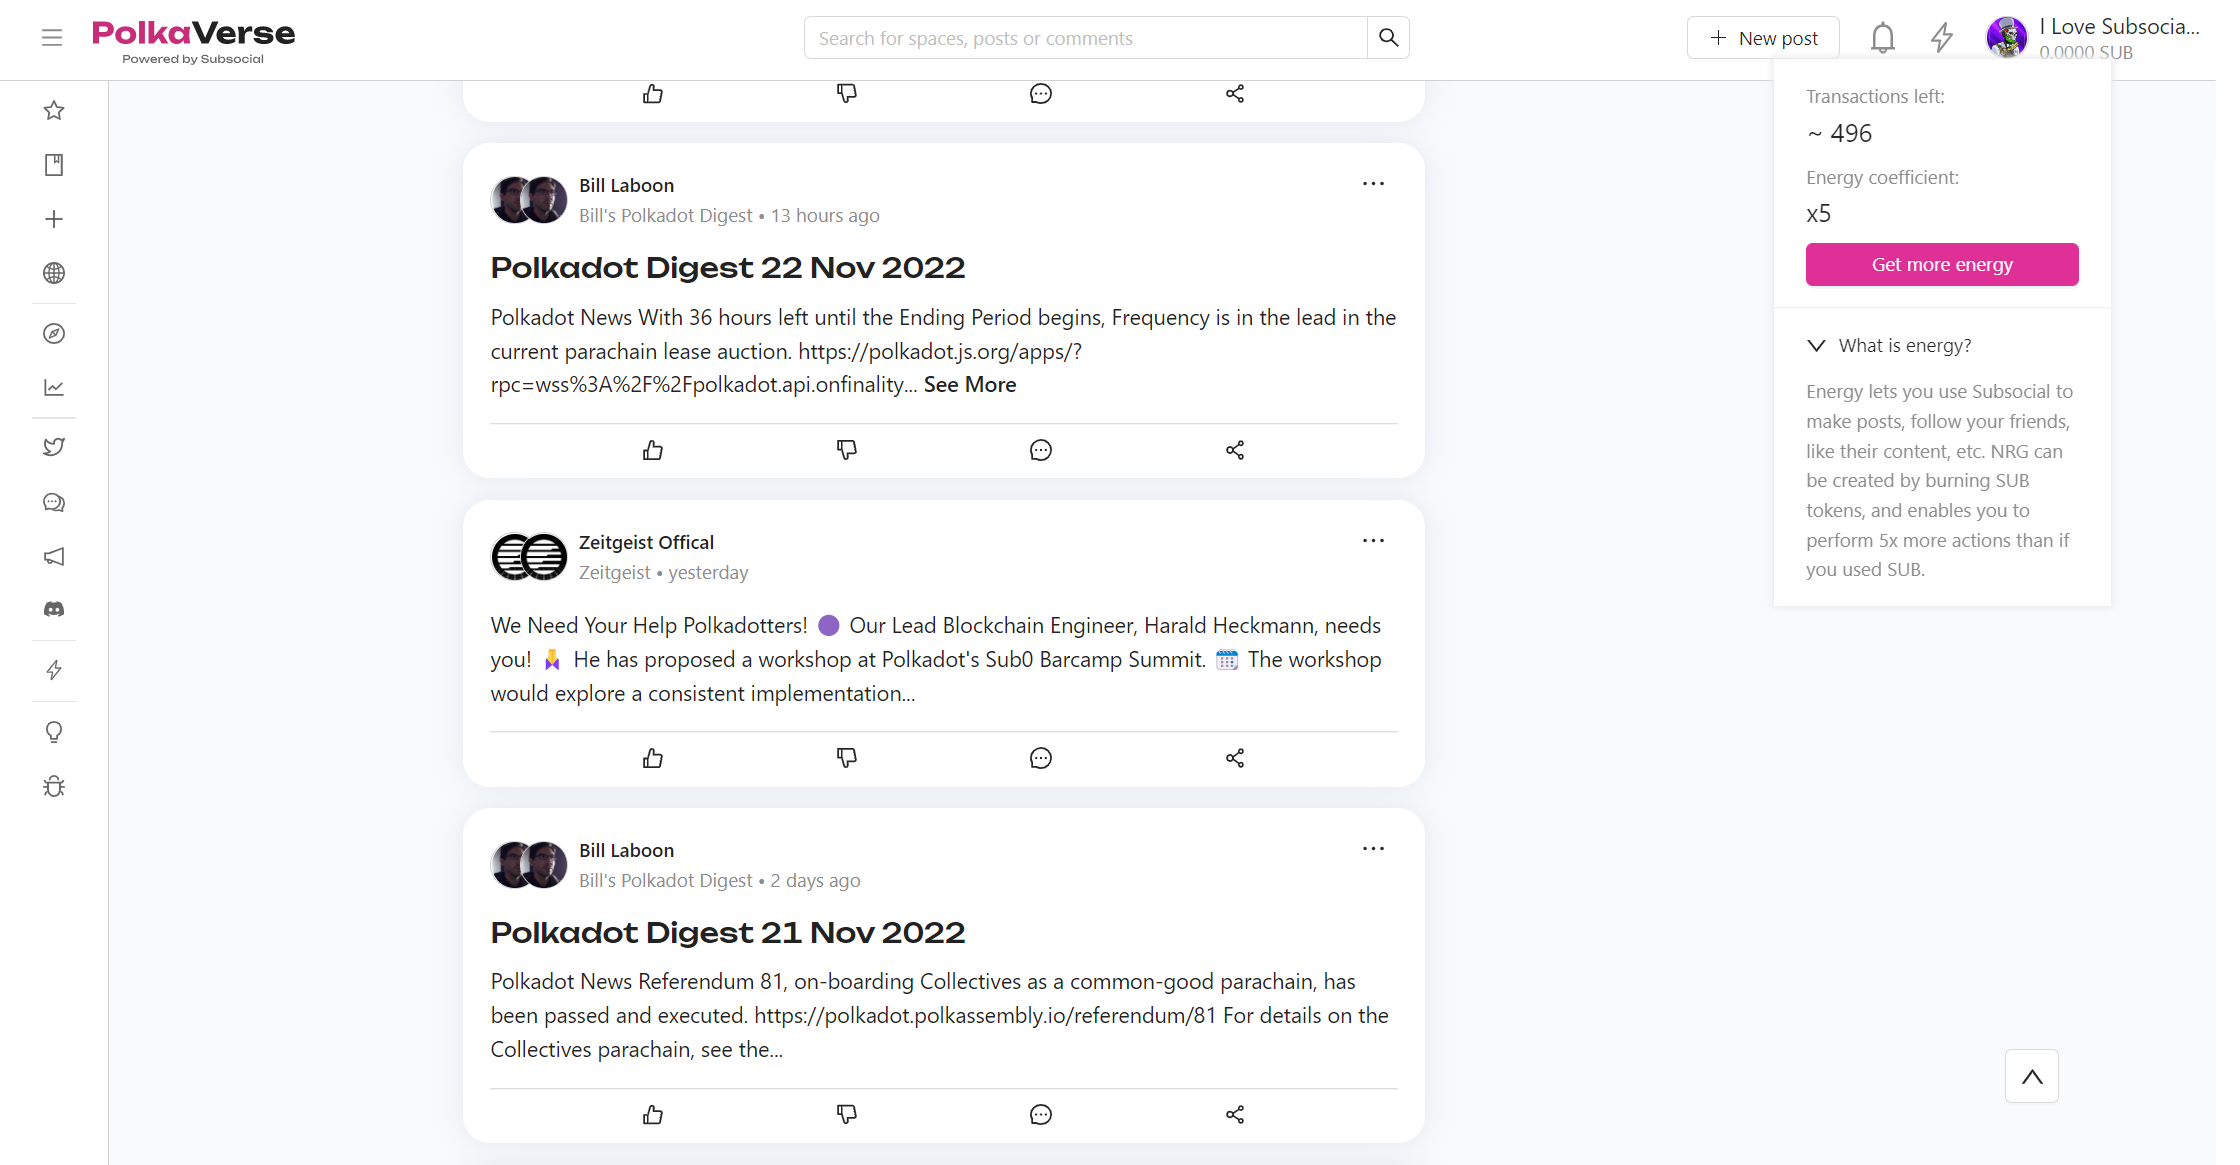 PolkaVerse
Powered by Subsocial
Search for spaces, posts or comments
New post
I Love Subsocia...
0.0000 SUB
Transactions left:
~ 496
Energy coefficient:
x5
Get more energy
What is energy?
Energy lets you use Subsocial to
make posts, follow your friends,
like their content, etc. NRG can
be created by burning SUB
tokens, and enables you to
perform 5x more actions than if
you used SUB.
Bill Laboon
Bill's Polkadot Digest • 13 hours ago
Polkadot Digest 22 Nov 2022
Polkadot News With 36 hours left until the Ending Period begins, Frequency is in the lead in the
current parachain lease auction. https://polkadot.js.org/apps/?
rpc=wss%3A%2F%2Fpolkadot.api.onfinality... See More
Zeitgeist Offical
Zeitgeist • yesterday
We Need Your Help Polkadotters! 🟣 Our Lead Blockchain Engineer, Harald Heckmann, needs
you! 🙏 He has proposed a workshop at Polkadot's Sub0 Barcamp Summit. 🗓️ The workshop
would explore a consistent implementation...
Bill Laboon
Bill's Polkadot Digest • 2 days ago
Polkadot Digest 21 Nov 2022
Polkadot News Referendum 81, on-boarding Collectives as a common-good parachain, has
been passed and executed. https://polkadot.polkassembly.io/referendum/81 For details on the
Collectives parachain, see the...